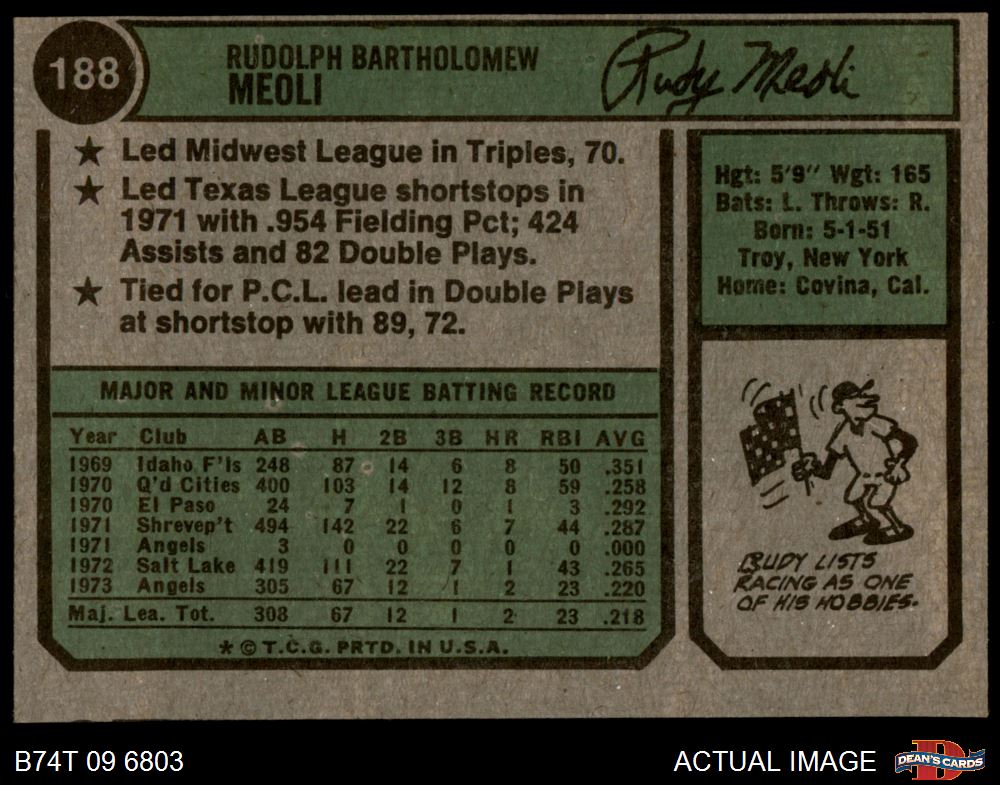 188
RUDOLPH BARTHOLOMEW
MEOLI
Rudy Meoli
★ Led Midwest League in Triples, 70.
★ Led Texas League shortstops in
1971 with .954 Fielding Pct; 424
Assists and 82 Double Plays.
★ Tied for P.C.L. lead in Double Plays
at shortstop with 89, 72.
Hgt: 5'9" Wgt: 165
Bats: L. Throws: R.
Born: 5-1-51
Troy, New York
Home: Covina, Cal.
MAJOR AND MINOR LEAGUE BATTING RECORD
Year Club AB H 2B 3B HR RBI AVG
1969 Idaho F'ls 248 87 14 6 8 50 .351
1970 Q'd Cities 400 103 14 12 8 59 .258
1970 El Paso 24 7 1 0 1 3 .292
1971 Shrevep't 494 142 22 6 7 44 .287
1971 Angels 3 0 0 0 0 0 .000
1972 Salt Lake 419 111 22 7 1 43 .265
1973 Angels 305 67 12 1 2 23 .220
Maj. Lea. Tot. 308 67 12 1 2 23 .218
* © T.C.G. PRTD. IN U.S.A.
RUDY LISTS
RACING AS ONE
OF HIS HOBBIES.
B74T 09 6803
ACTUAL IMAGE
DEAN'S CARDS